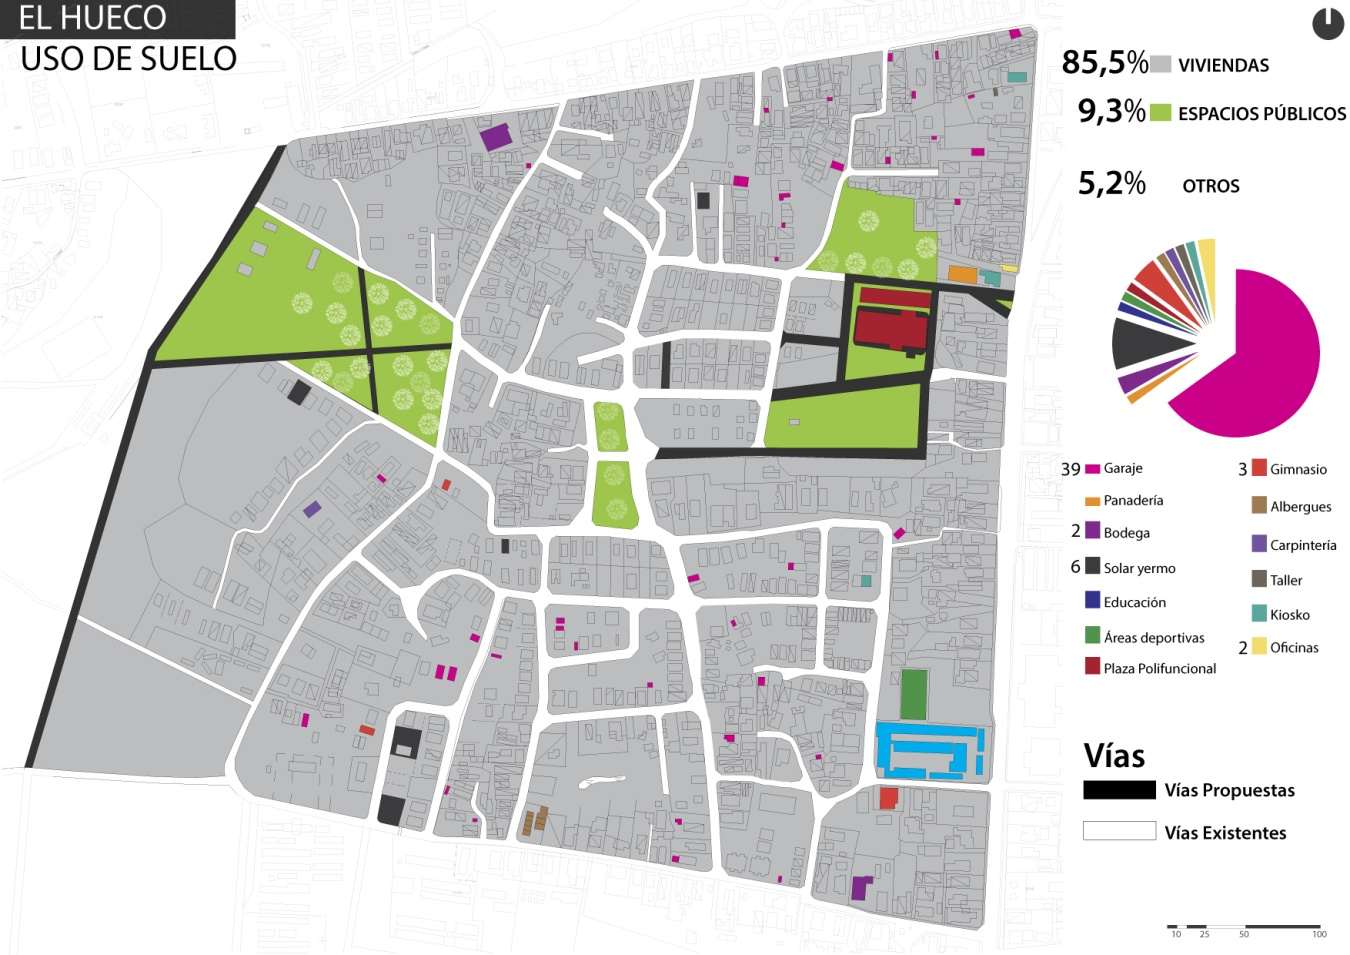 EL HUECO
USO DE SUELO
85,5% VIVIENDAS
9,3% ESPACIOS PÚBLICOS
5,2% OTROS
39 Garaje
Panadería
2 Bodega
6 Solar yermo
Educación
Áreas deportivas
Plaza Polifuncional
3 Gimnasio
Albergues
Carpintería
Taller
Kiosko
2 Oficinas
Vías
Vías Propuestas
Vías Existentes
10 25 50 100